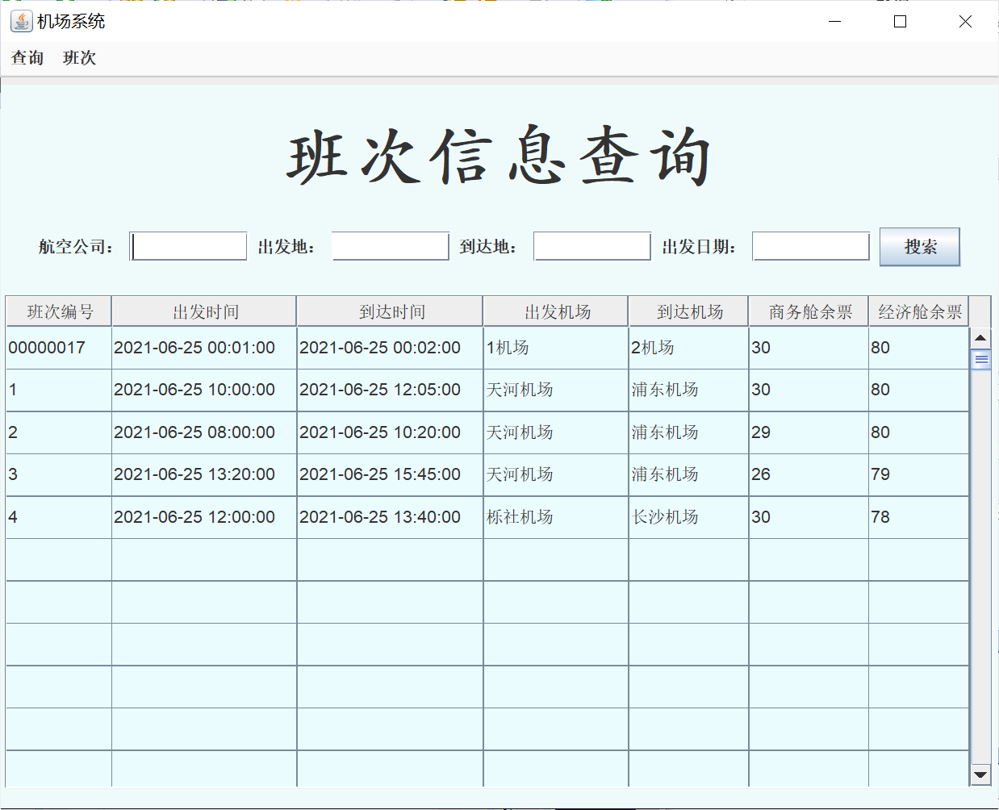 机场系统
查询 班次
班次信息查询
航空公司： 出发地： 到达地： 出发日期： 搜索
班次编号 出发时间 到达时间 出发机场 到达机场 商务舱余票 经济舱余票
00000017 2021-06-25 00:01:00 2021-06-25 00:02:00 1机场 2机场 30 80
1 2021-06-25 10:00:00 2021-06-25 12:05:00 天河机场 浦东机场 30 80
2 2021-06-25 08:00:00 2021-06-25 10:20:00 天河机场 浦东机场 29 80
3 2021-06-25 13:20:00 2021-06-25 15:45:00 天河机场 浦东机场 26 79
4 2021-06-25 12:00:00 2021-06-25 13:40:00 栎社机场 长沙机场 30 78